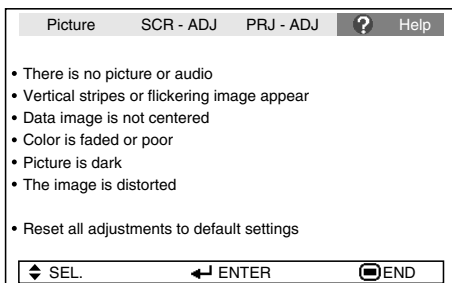 Picture SCR - ADJ PRJ - ADJ ? Help
• There is no picture or audio
• Vertical stripes or flickering image appear
• Data image is not centered
• Color is faded or poor
• Picture is dark
• The image is distorted
• Reset all adjustments to default settings
SEL. ENTER END